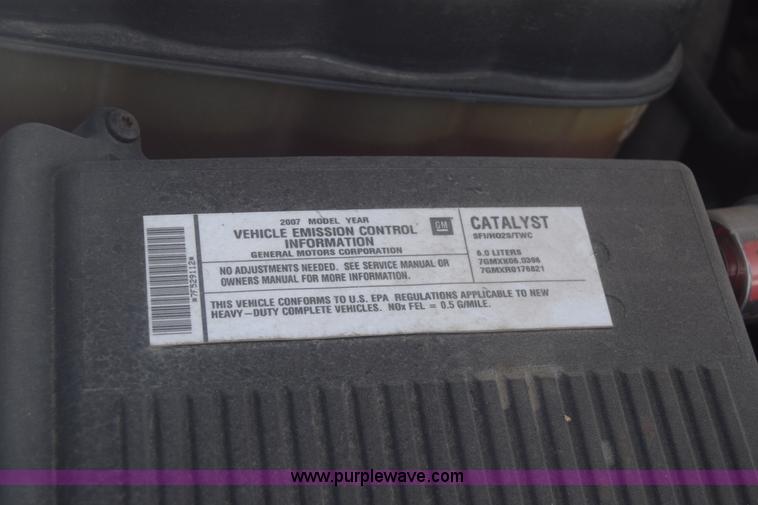 *7F529112*
2007 MODEL YEAR
VEHICLE EMISSION CONTROL
INFORMATION
GENERAL MOTORS CORPORATION
GM
NO ADJUSTMENTS NEEDED. SEE SERVICE MANUAL OR
OWNERS MANUAL FOR MORE INFORMATION.
CATALYST
SFI/HO2S/TWC
6.0 LITERS
7GMXK06.0396
7GMXR0176821
THIS VEHICLE CONFORMS TO U.S. EPA REGULATIONS APPLICABLE TO NEW
HEAVY-DUTY COMPLETE VEHICLES. NOx FEL = 0.5 G/MILE.
www.purplewave.com